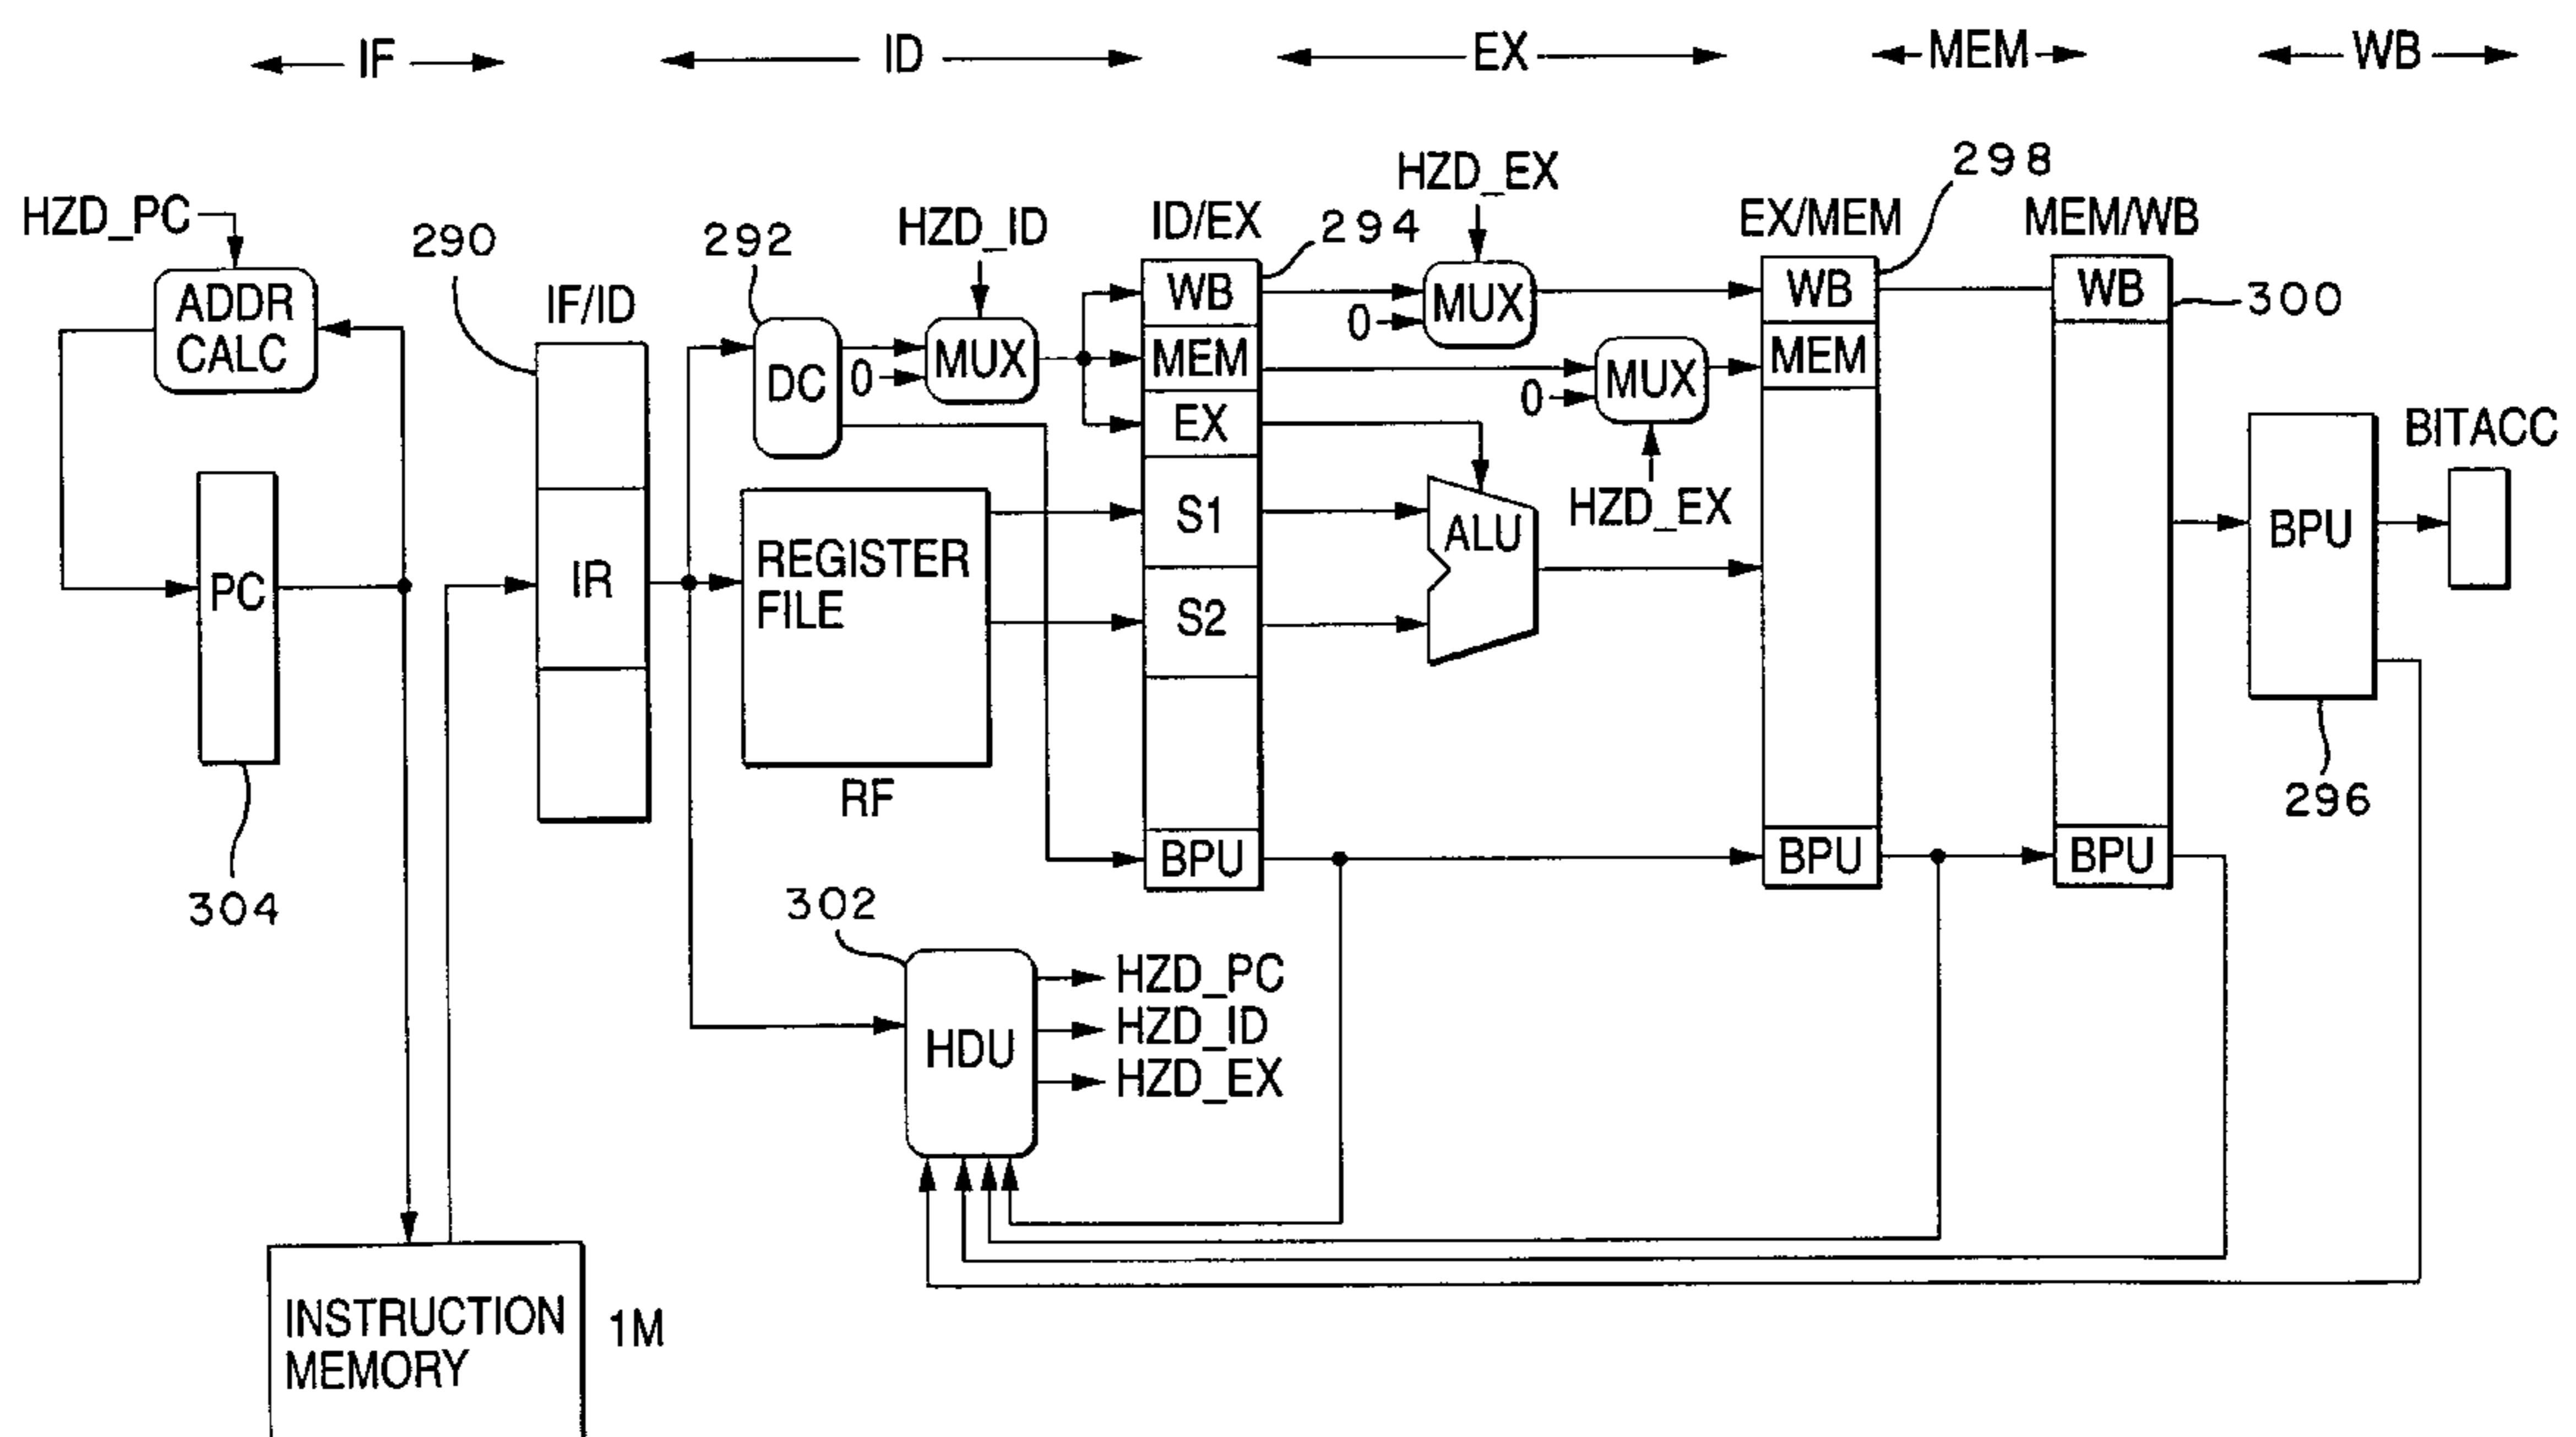 IF
ID
EX
MEM
WB
HZD_PC
ADDR
CALC
PC
304
290
IF/ID
IR
INSTRUCTION
MEMORY
1M
292
DC
HZD_ID
0
MUX
REGISTER
FILE
RF
302
HDU
HZD_PC
HZD_ID
HZD_EX
ID/EX
294
WB
MEM
EX
S1
S2
BPU
HZD_EX
0
MUX
0
MUX
HZD_EX
ALU
298
EX/MEM
WB
MEM
BPU
MEM/WB
WB
300
BPU
BPU
296
BITACC